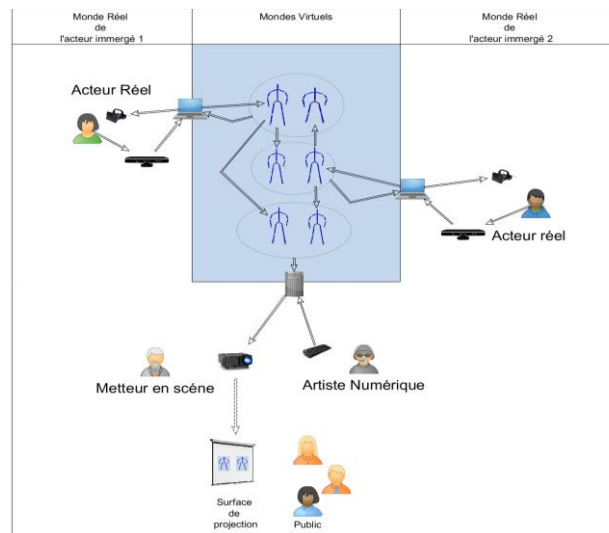 Monde Réel
de
l'acteur immergé 1
Mondes Virtuels
Monde Réel
de
l'acteur immergé 2
Acteur Réel
Acteur réel
Metteur en scéne
Artiste Numérique
Surface
de
projection
Public